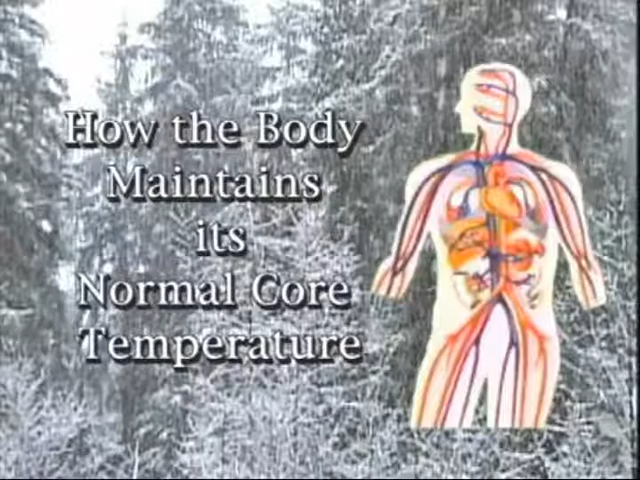 How the Body
Maintains
its
Normal Core
Temperature